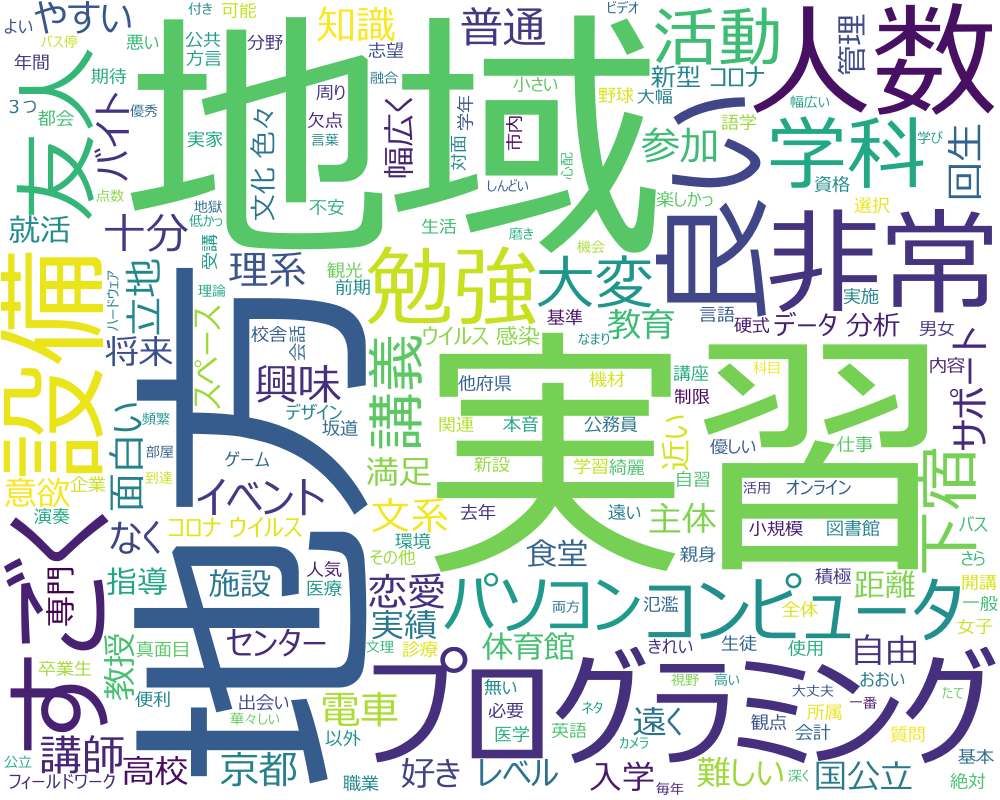 付き
可能
ビデオ
よい
やすい
知識
普通
活動
人数
バス停
悪い
公共
分野
志望
管理
年間
期待
方言
融合
小さい
新型 コロナ
3つ
都会
優秀
バイト
周り
野球
大幅
幅広い
友人
地域
実家
文化
色々
欠点
言葉
幅広く
対面
学年
市内
参加
いい
語学
学科
学び
回生
点数
心配
資格
就活
十分
地獄
低かっ
不安
生活
しんどい
磨き
楽しかっ
選択
受講
理系
観光
前期
勉強
機会
大変
良
非常
設備
立地
ハードウェア
理論
言語
実施
将来
スペース
校舎
会話
ウイルス 感染
基準
なまり
教育
硬式
データ 分析
男女
興味
講義
他府県
機材
講座
制限
科目
内容
サポート
面白い
頻繁
デザイン
坂道
関連
本音
公務員
近い
優しい
仕事
地方
実習
部屋
到達
ゲーム
満足
新設
学習
綺麗
自習
活用
オンライン
下宿
意欲
企業
イベント
文系
去年
遠い
主体
小規模
図書館
バス
すごく
演奏
なく
コロナ ウイルス
その他
環境
食堂
親身
さら
専門
指導
施設
人気
医療
恋愛
パソコン
コンピュータ
積極
距離
開講
一般
教授
真面目
センター
実績
両方
氾濫
全体
女子
卒業生
文理
診療
体育館
きれい
生徒
使用
自由
便利
出会い
華々しい
電車
プログラミング
無い
必要
ネタ
視野
高い
大丈夫
おおい
一番
たて
公立
講師
高校
京都
以外
医学
英語
カメラ
遠く
観点
所属
会計
質問
基本
フィールドワーク
職業
好き
レベル
入学
毎年
難しい
深く
国公立
絶対